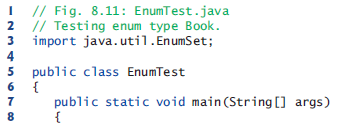 1 // Fig. 8.11: EnumTest.java
2 // Testing enum type Book.
3 import java.util.EnumSet;
4
5 public class EnumTest
6 {
7 public static void main(String[] args)
8 {